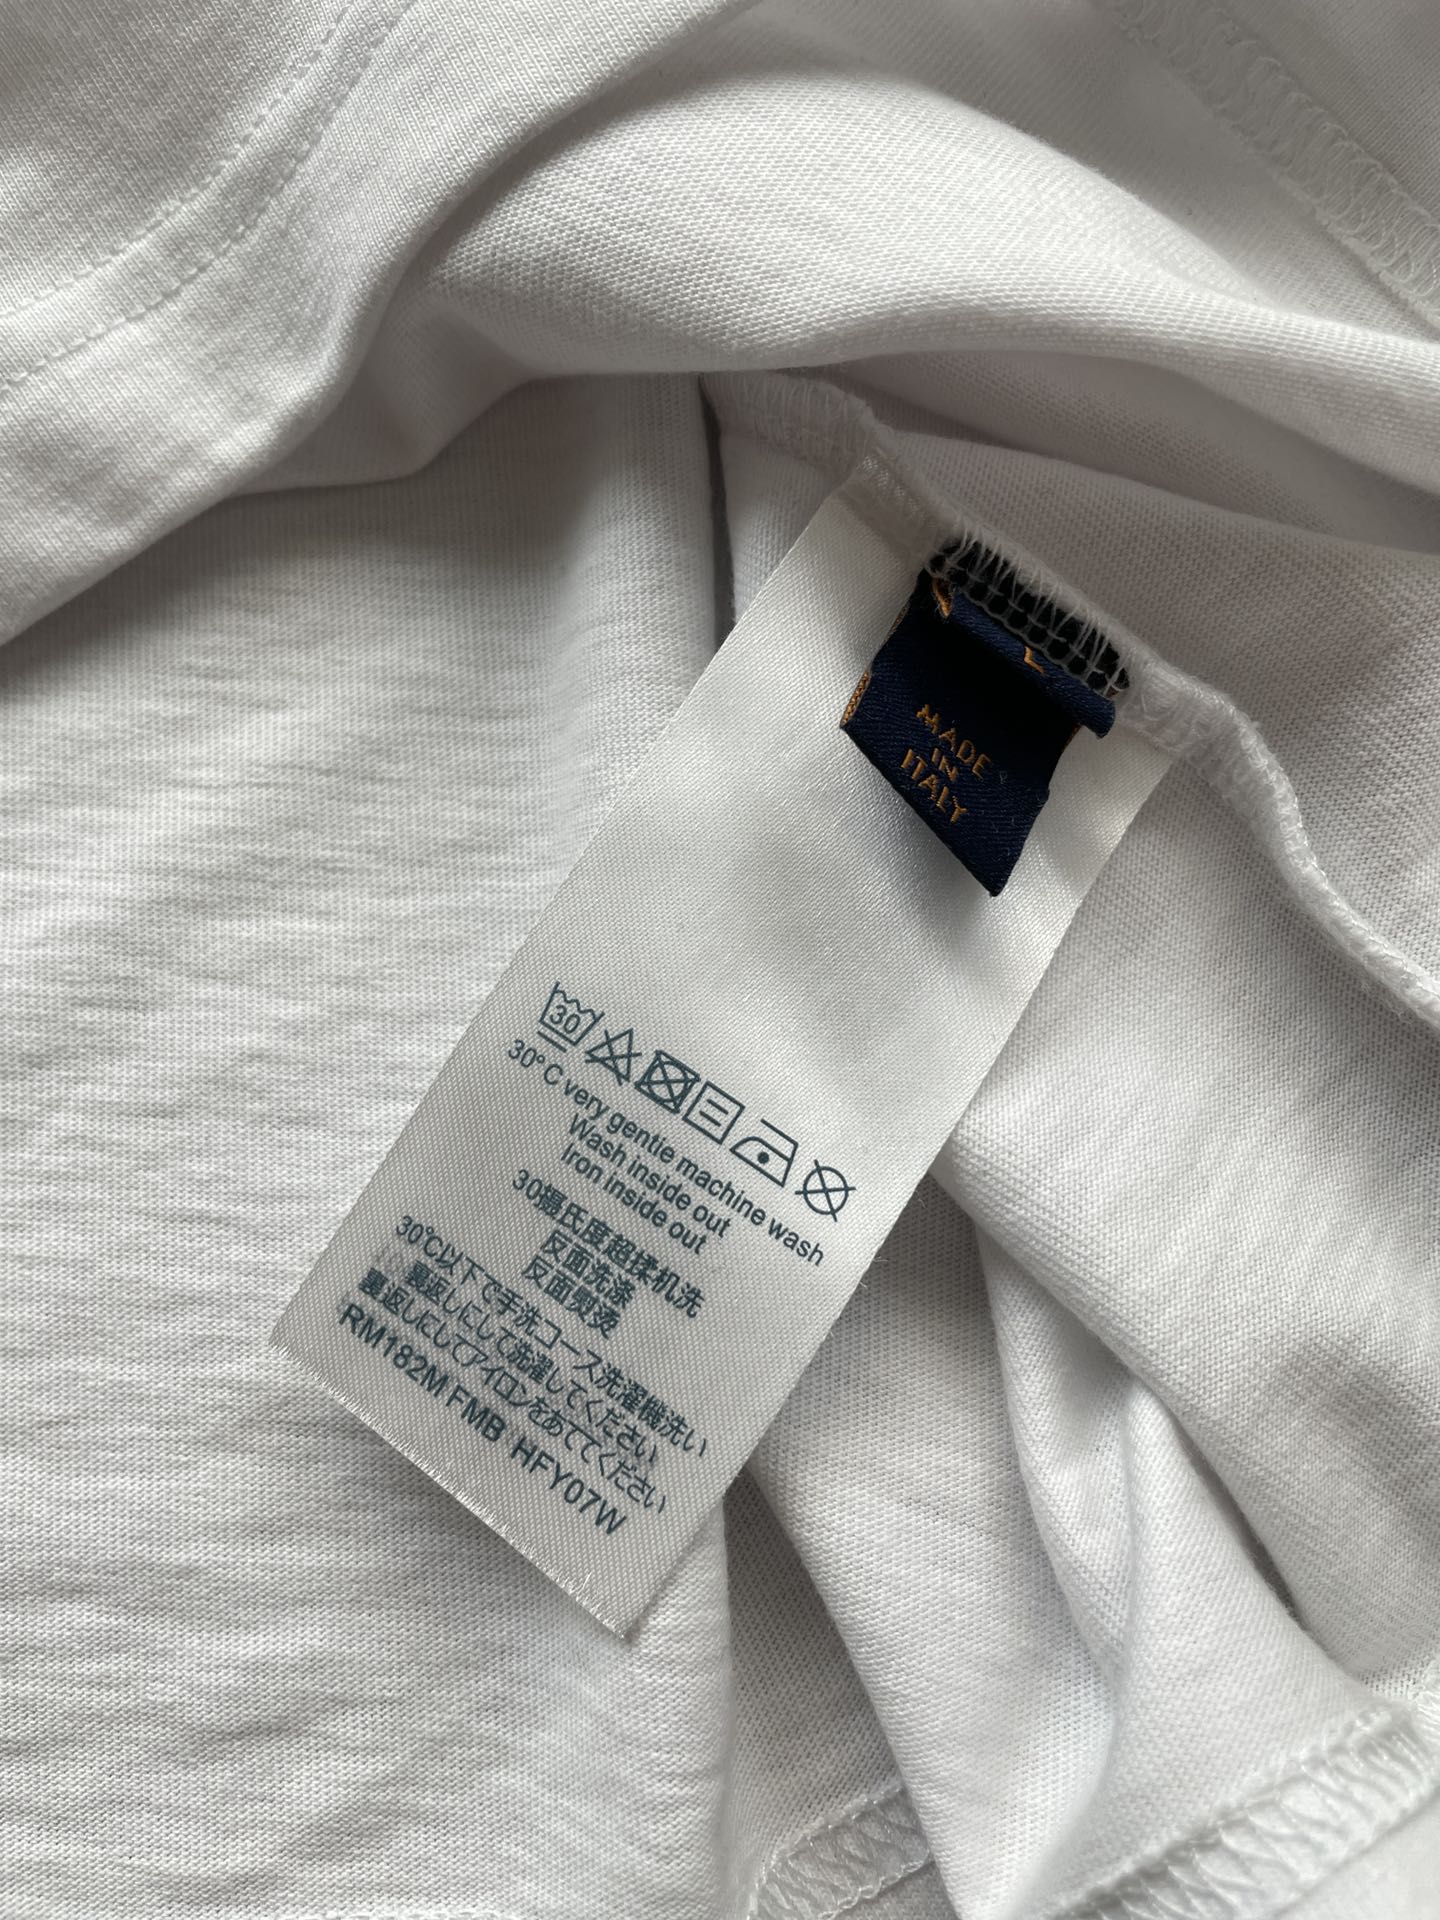 MADE
IN
ITALY
30
30°C very gentle machine wash
Wash inside out
Iron inside out
30摄氏度超揉机洗
反面洗涤
反面熨烫
30℃以下で手洗コース洗濯機洗い
裏返しにして洗濯してください
裏返しにしてアイロンをあててください
RM182M FMB HFY07W